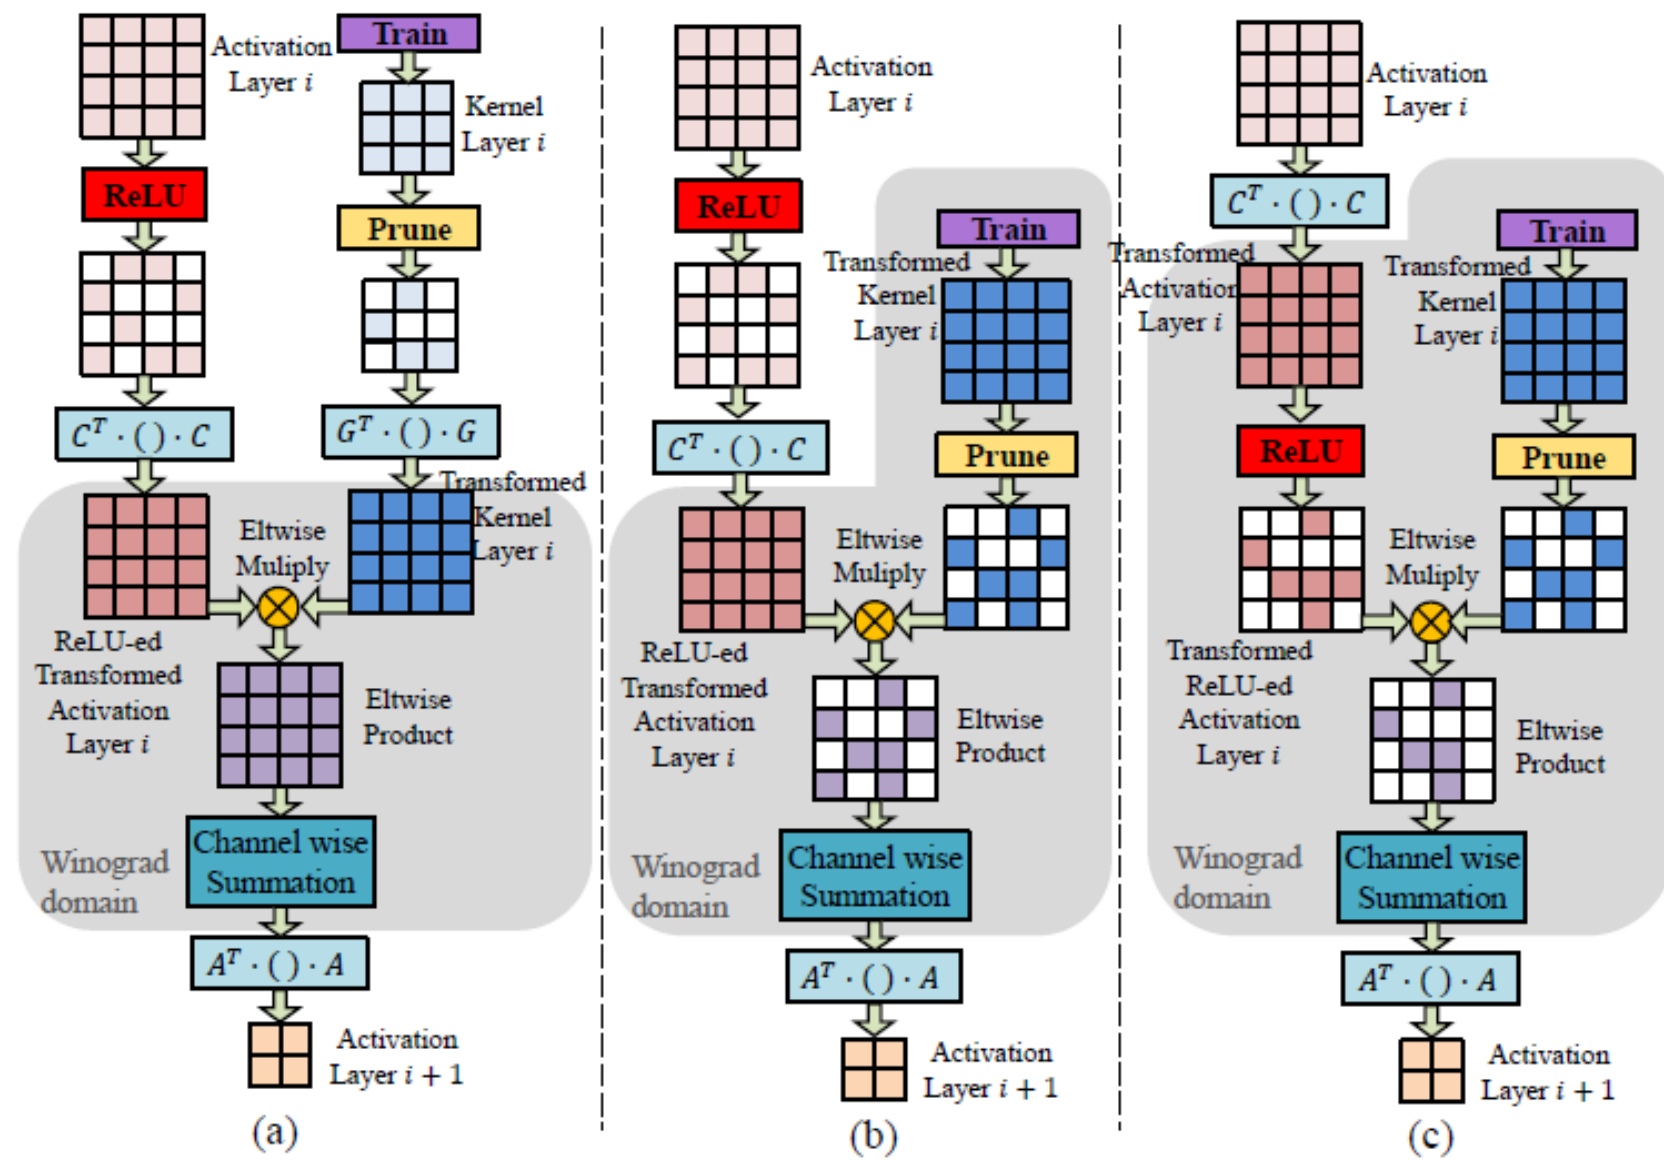 Activation
Layer i
Train
Kernel
Layer i
ReLU
Prune
C^T · ( ) · C
G^T · ( ) · G
Transformed
Kernel
Layer i
Eltwise
Muliply
ReLU-ed
Transformed
Activation
Layer i
Eltwise
Product
Channel wise
Summation
Winograd
domain
A^T · ( ) · A
Activation
Layer i + 1
(a)
Activation
Layer i
ReLU
Train
Transformed
Kernel
Layer i
C^T · ( ) · C
Prune
Eltwise
Muliply
ReLU-ed
Transformed
Activation
Layer i
Eltwise
Product
Channel wise
Summation
Winograd
domain
A^T · ( ) · A
Activation
Layer i + 1
(b)
Activation
Layer i
C^T · ( ) · C
Train
Transformed
Activation
Layer i
Transformed
Kernel
Layer i
ReLU
Prune
Eltwise
Muliply
Transformed
ReLU-ed
Activation
Layer i
Eltwise
Product
Channel wise
Summation
Winograd
domain
A^T · ( ) · A
Activation
Layer i + 1
(c)